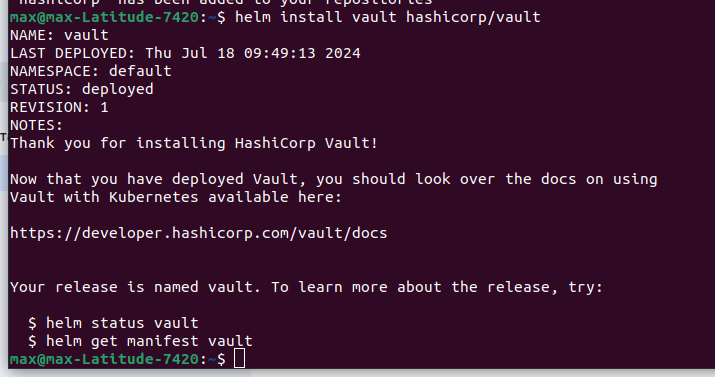 "hashicorp" has been added to your repositories
max@max-Latitude-7420:~$ helm install vault hashicorp/vault
NAME: vault
LAST DEPLOYED: Thu Jul 18 09:49:13 2024
NAMESPACE: default
STATUS: deployed
REVISION: 1
NOTES:
Thank you for installing HashiCorp Vault!
Now that you have deployed Vault, you should look over the docs on using
Vault with Kubernetes available here:
https://developer.hashicorp.com/vault/docs
Your release is named vault. To learn more about the release, try:
$ helm status vault
$ helm get manifest vault
max@max-Latitude-7420:~$